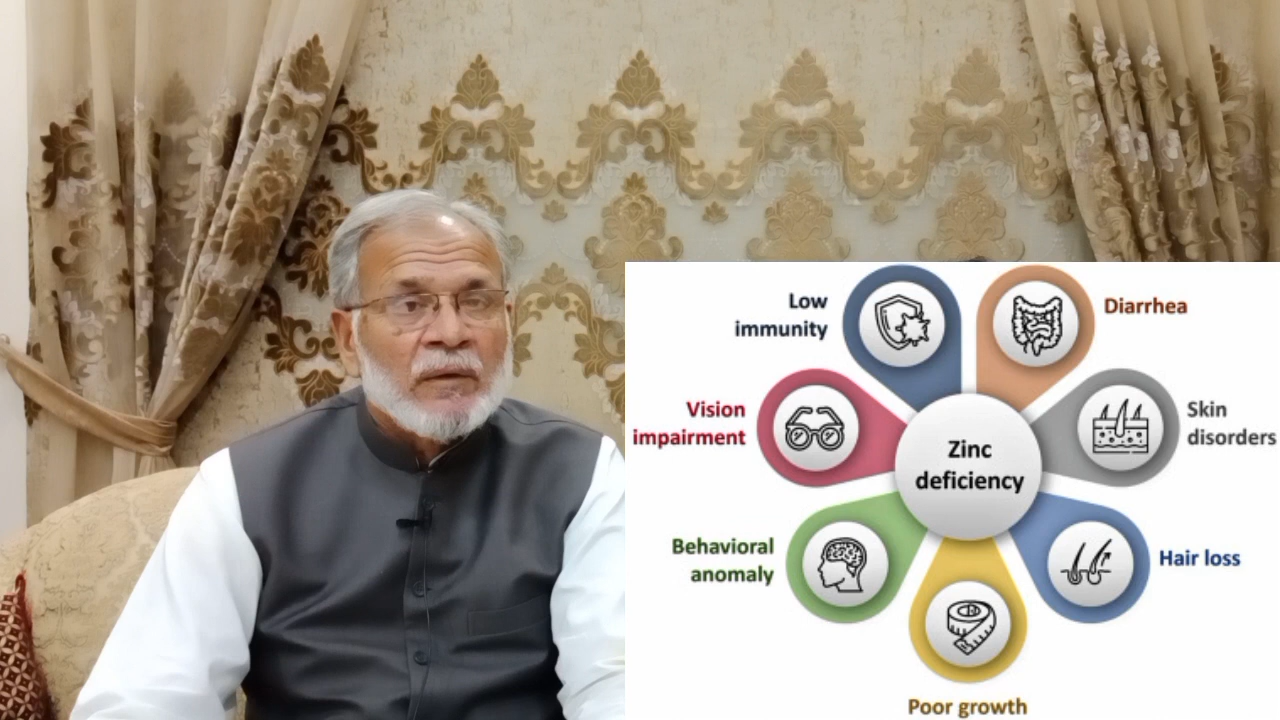 Low
immunity
Diarrhea
Vision
impairment
Skin
disorders
Zinc
deficiency
Behavioral
anomaly
Hair loss
Poor growth